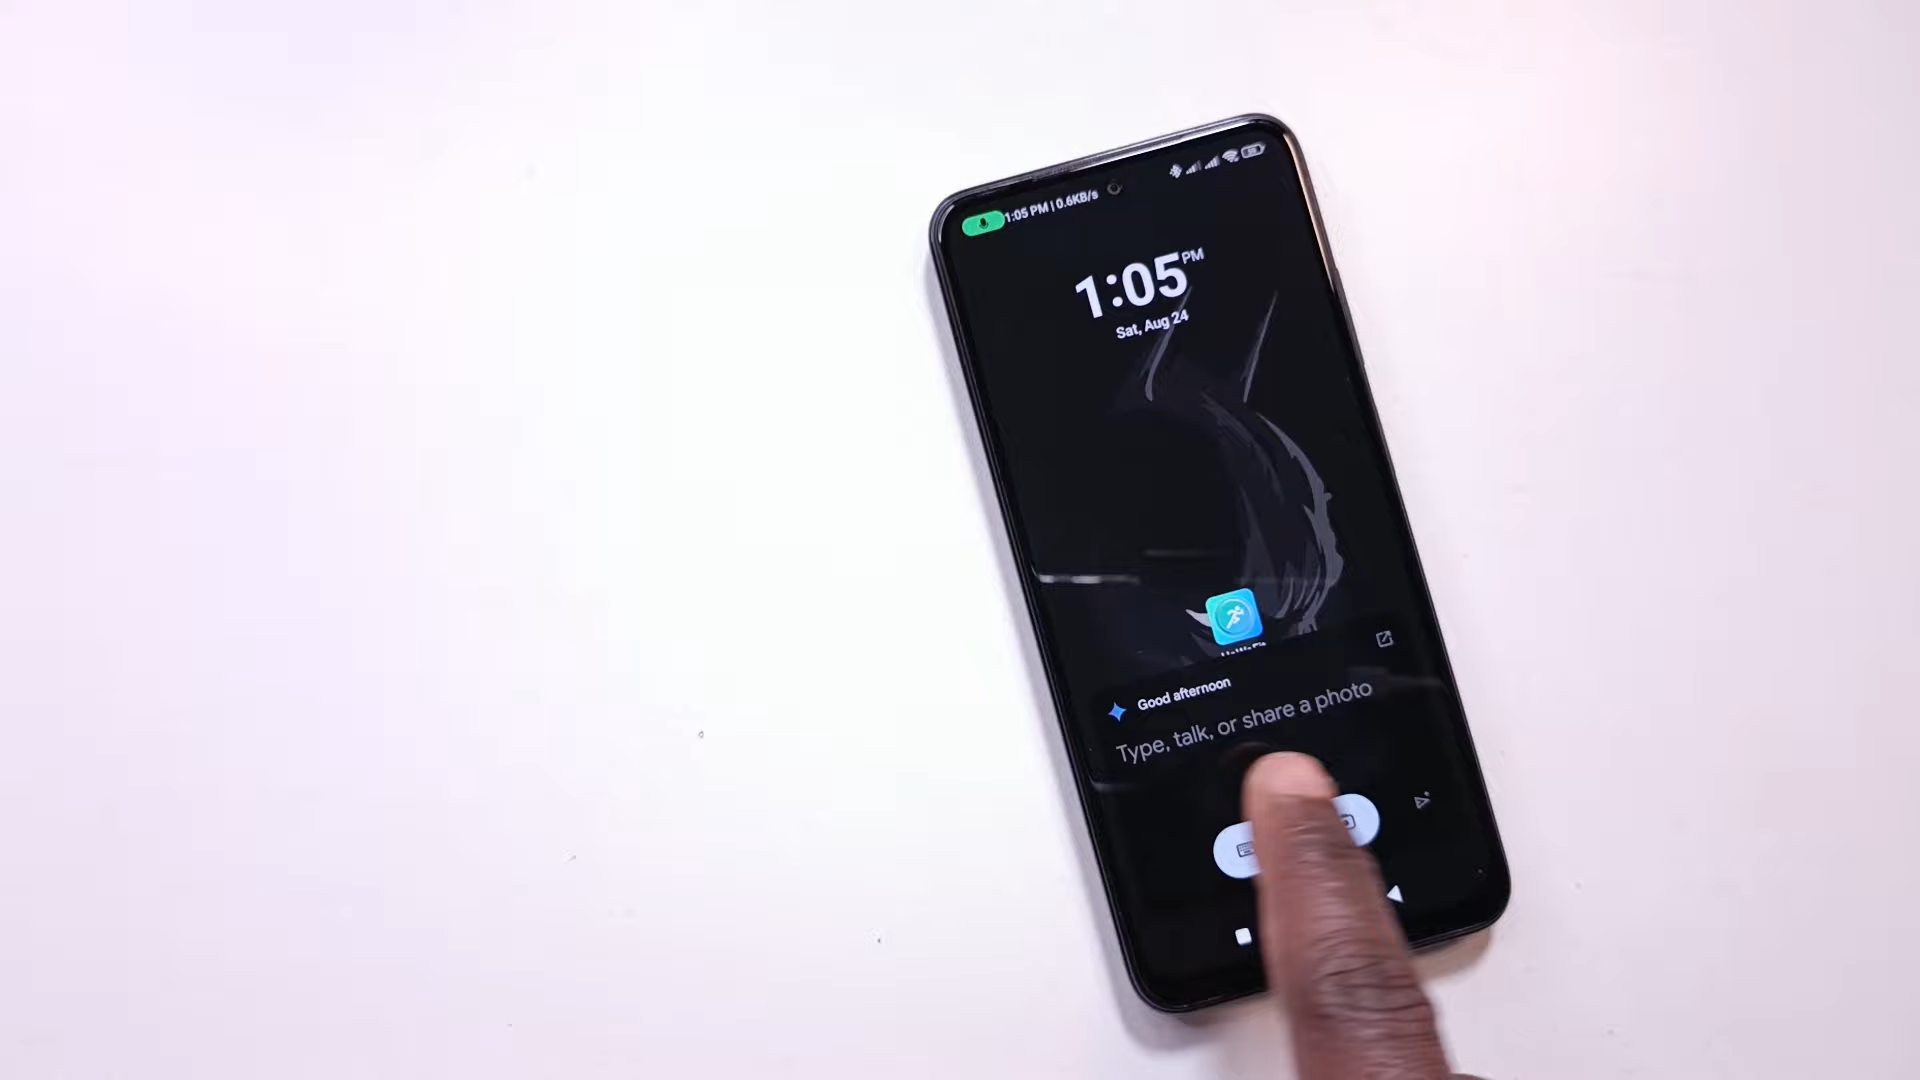 1:05 PM | 0.6KB/s
1:05 PM
Sat, Aug 24
Good afternoon
Type, talk, or share a photo